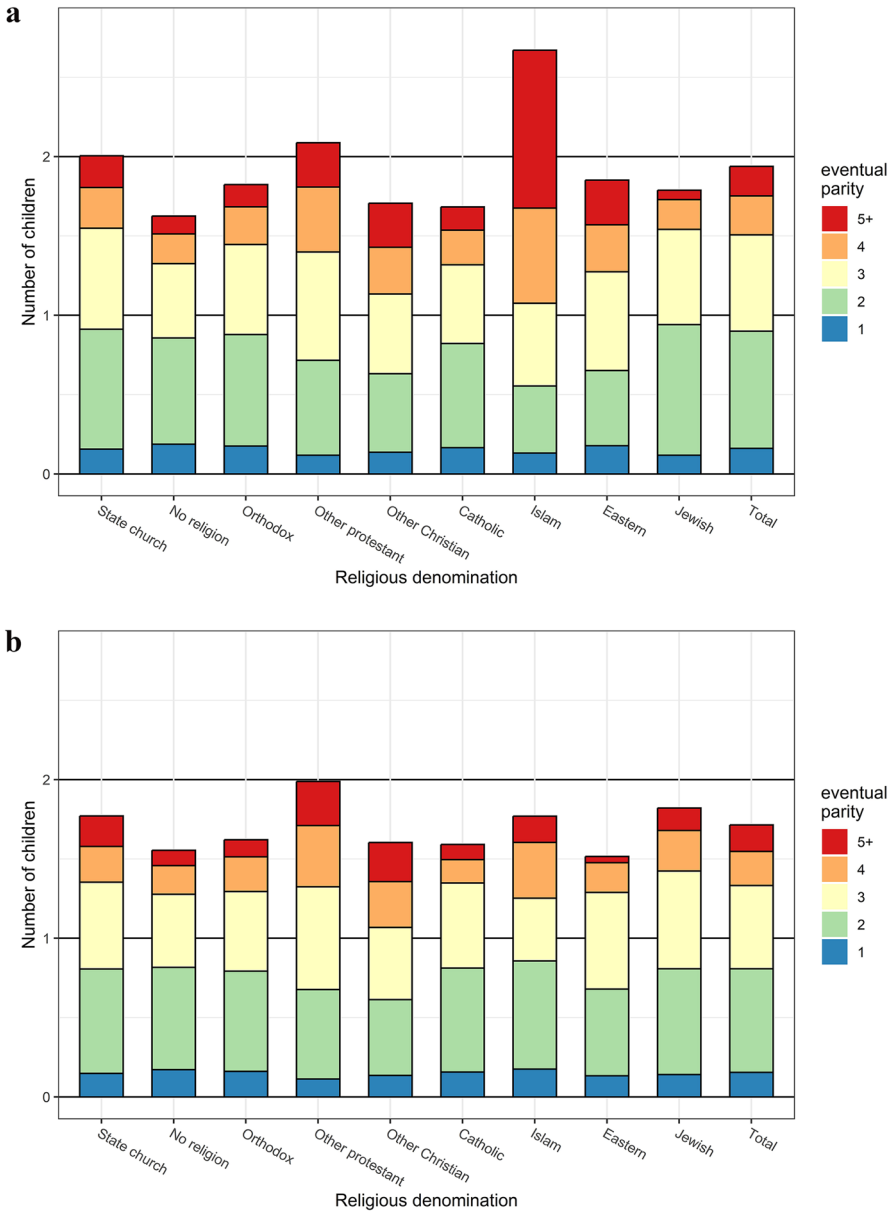 a
Number of children
2
1
0
State church
No religion
Orthodox
Other protestant
Other Christian
Catholic
Islam
Eastern
Jewish
Total
Religious denomination
eventual
parity
5+
4
3
2
1
b
Number of children
2
1
0
State church
No religion
Orthodox
Other protestant
Other Christian
Catholic
Islam
Eastern
Jewish
Total
Religious denomination
eventual
parity
5+
4
3
2
1